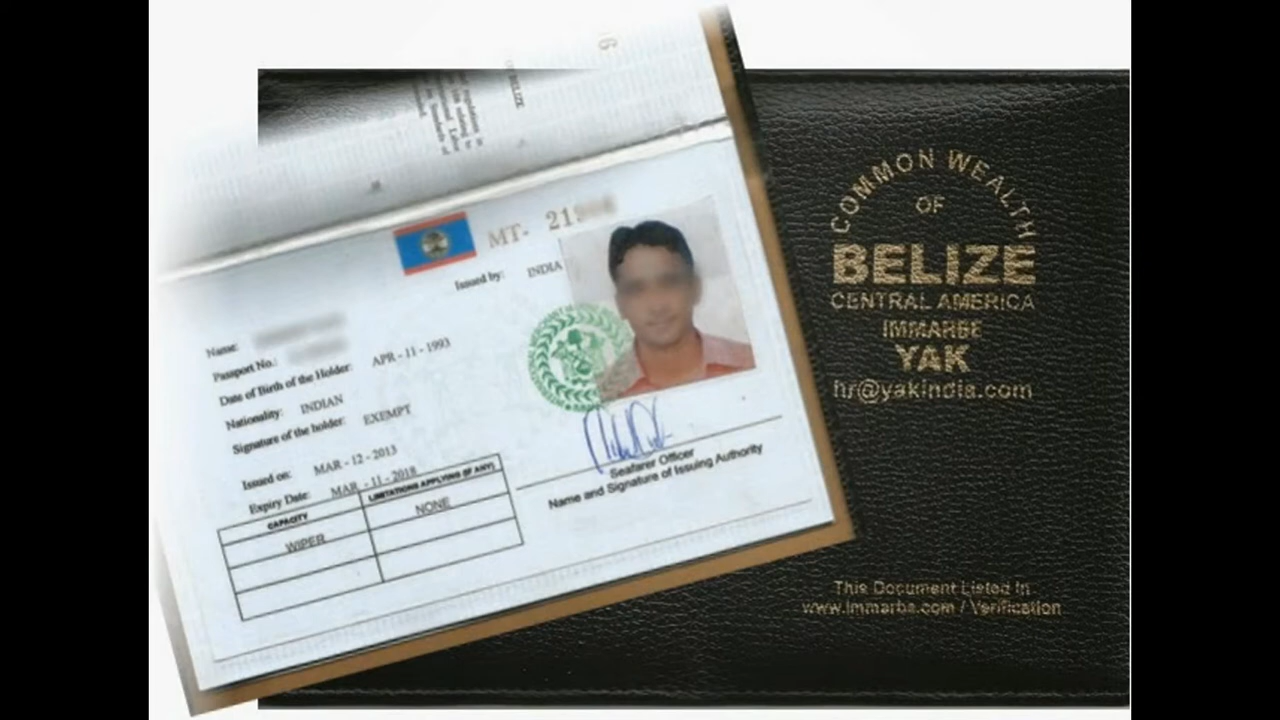 OF BELIZE
MT- 21
Issued by: INDIA
Name:
Passport No.:
Date of Birth of the Holder: APR - 11 - 1993
Nationality: INDIAN
Signature of the holder: EXEMPT
Issued on: MAR - 12 - 2013
Expiry Date: MAR - 11 - 2018
CAPACITY LIMITATIONS APPLYING (IF ANY)
WIPER NONE
Seafarer Officer
Name and Signature of Issuing Authority
COMMON WEALTH
OF
BELIZE
CENTRAL AMERICA
IMMARBE
YAK
hr@yakindia.com
This Document Listed In
www.immarbe.com / Verification